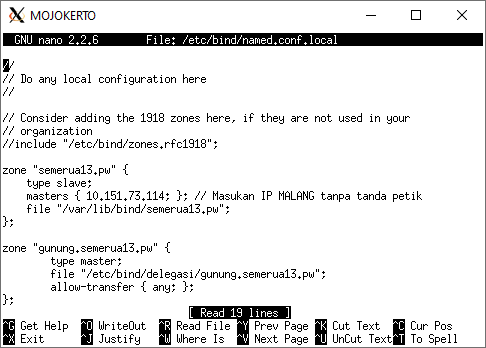 MOJOKERTO
GNU nano 2.2.6 File: /etc/bind/named.conf.local
//
// Do any local configuration here
//
// Consider adding the 1918 zones here, if they are not used in your
// organization
//include "/etc/bind/zones.rfc1918";
zone "semerua13.pw" {
    type slave;
    masters { 10.151.73.114; }; // Masukan IP MALANG tanpa tanda petik
    file "/var/lib/bind/semerua13.pw";
};
zone "gunung.semerua13.pw" {
        type master;
        file "/etc/bind/delegasi/gunung.semerua13.pw";
        allow-transfer { any; };
};
[ Read 19 lines ]
^G Get Help ^O WriteOut ^R Read File ^Y Prev Page ^K Cut Text ^C Cur Pos
^X Exit ^J Justify ^W Where Is ^V Next Page ^U UnCut Text ^T To Spell